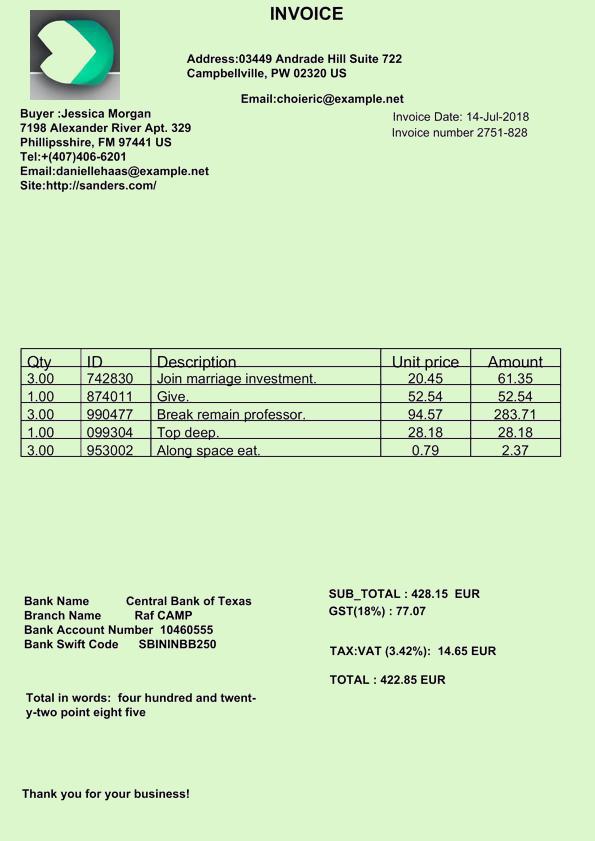 INVOICE
Address:03449 Andrade Hill Suite 722
Campbellville, PW 02320 US
Email:choieric@example.net
Buyer :Jessica Morgan
7198 Alexander River Apt. 329
Phillipsshire, FM 97441 US
Tel:+(407)406-6201
Email:daniellehaas@example.net
Site:http://sanders.com/
Invoice Date: 14-Jul-2018
Invoice number 2751-828
Qty ID Description Unit price Amount
3.00 742830 Join marriage investment. 20.45 61.35
1.00 874011 Give. 52.54 52.54
3.00 990477 Break remain professor. 94.57 283.71
1.00 099304 Top deep. 28.18 28.18
3.00 953002 Along space eat. 0.79 2.37
Bank Name Central Bank of Texas
Branch Name Raf CAMP
Bank Account Number 10460555
Bank Swift Code SBININBB250
SUB_TOTAL : 428.15 EUR
GST(18%) : 77.07
TAX:VAT (3.42%): 14.65 EUR
TOTAL : 422.85 EUR
Total in words: four hundred and twent-
y-two point eight five
Thank you for your business!